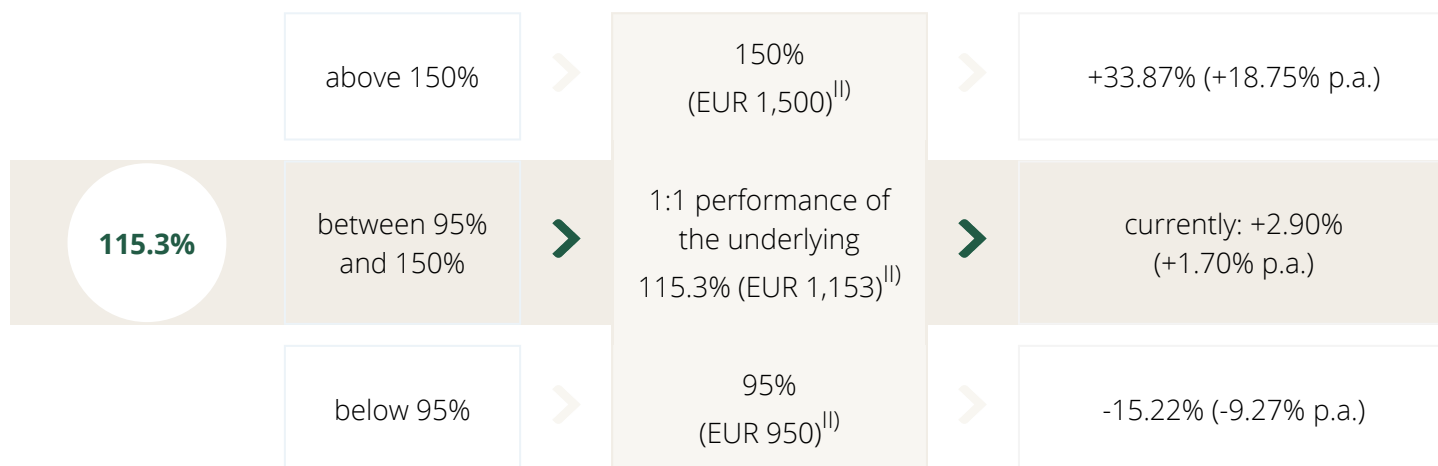 above 150%
150%
(EUR 1,500)II)
+33.87% (+18.75% p.a.)
115.3%
between 95%
and 150%
1:1 performance of
the underlying
115.3% (EUR 1,153)II)
currently: +2.90%
(+1.70% p.a.)
below 95%
95%
(EUR 950)II)
-15.22% (-9.27% p.a.)